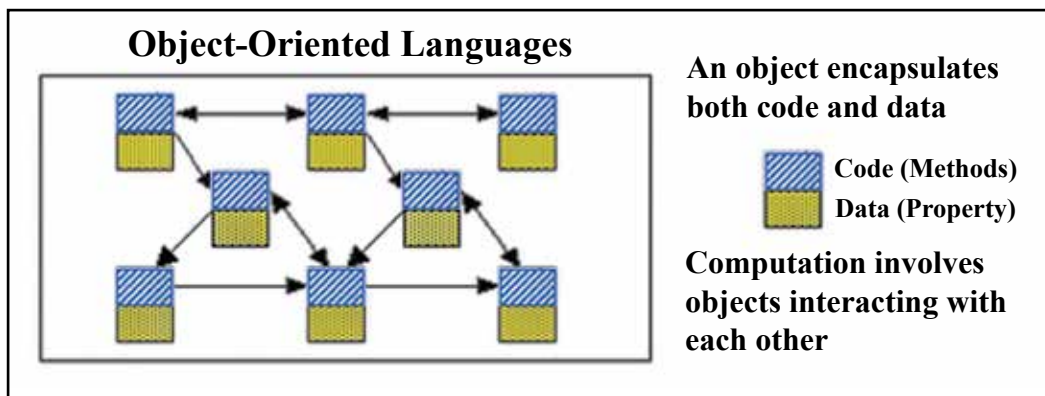 Object-Oriented Languages
An object encapsulates
both code and data
Code (Methods)
Data (Property)
Computation involves
objects interacting with
each other